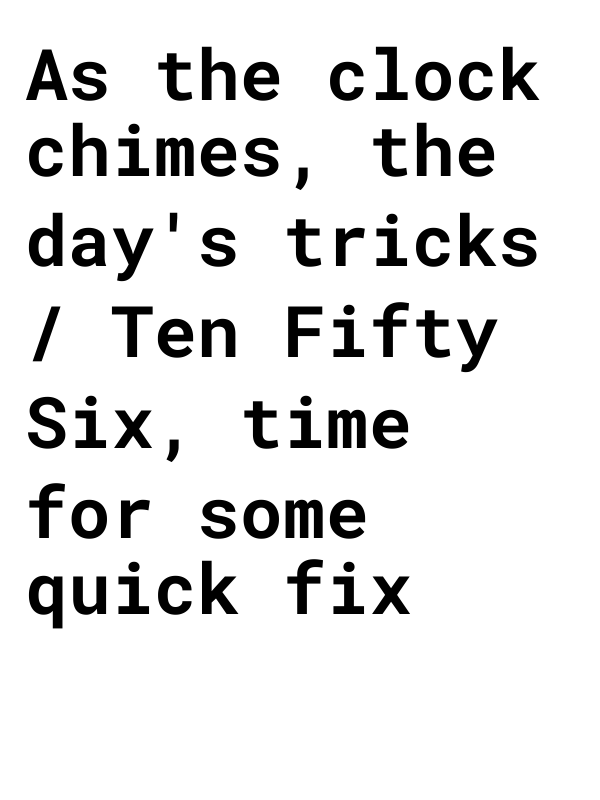 As the clock
chimes, the
day's tricks
/ Ten Fifty
Six, time
for some
quick fix